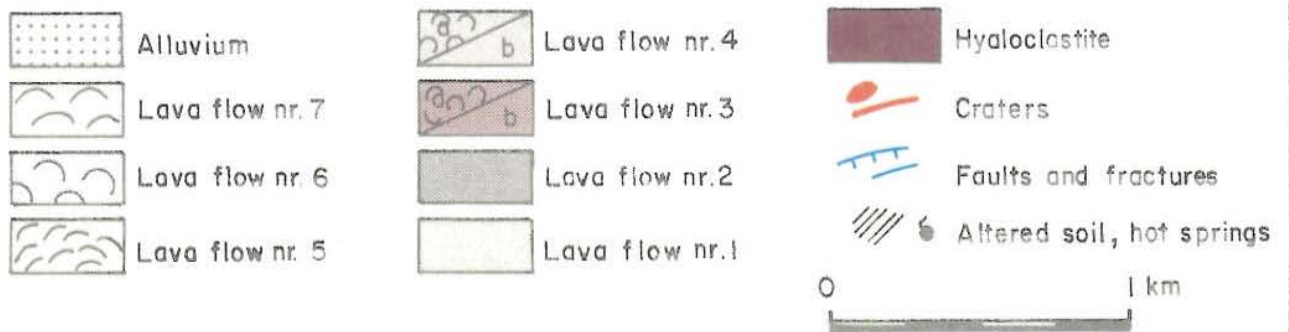 Alluvium
Lava flow nr. 7
Lava flow nr. 6
Lava flow nr. 5
a b Lava flow nr. 4
a b Lava flow nr. 3
Lava flow nr. 2
Lava flow nr. 1
Hyaloclastite
Craters
Faults and fractures
Altered soil, hot springs
0 1 km